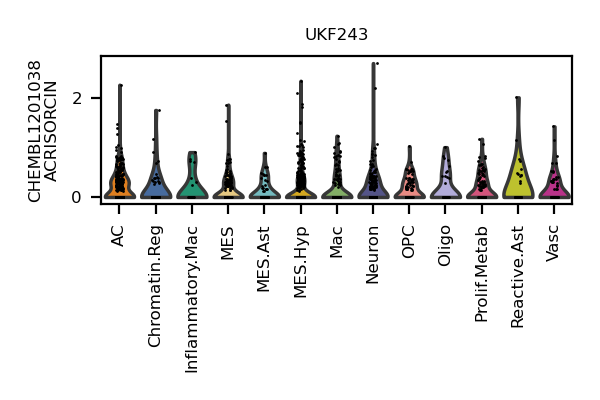 UKF243
CHEMBL1201038
ACRISORCIN
2
0
AC
Chromatin.Reg
Inflammatory.Mac
MES
MES.Ast
MES.Hyp
Mac
Neuron
OPC
Oligo
Prolif.Metab
Reactive.Ast
Vasc